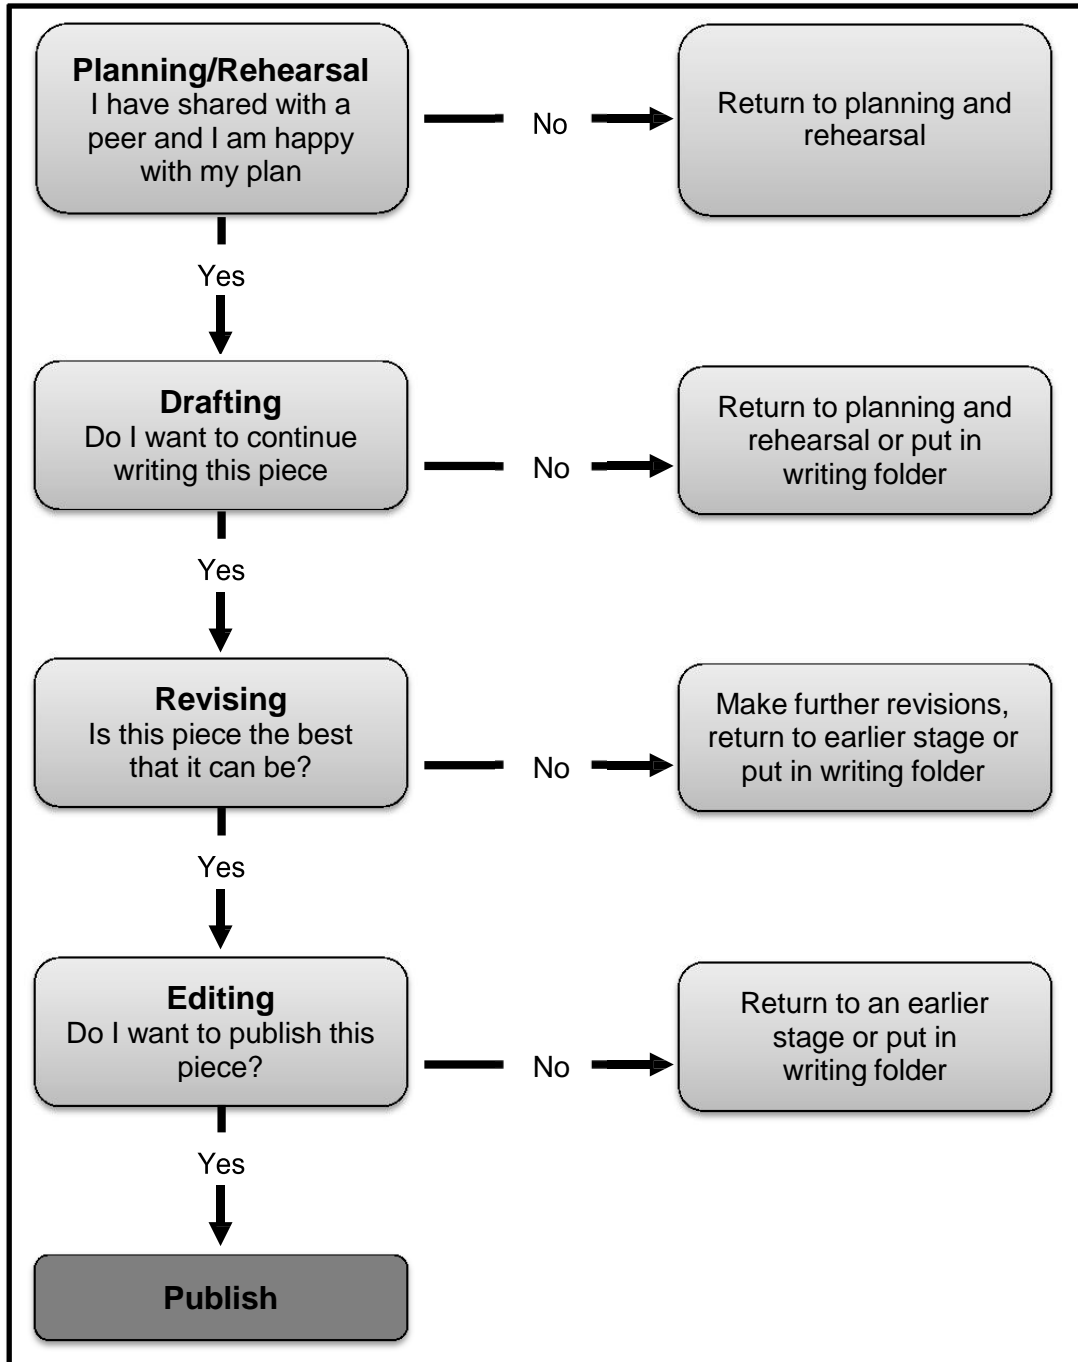 Planning/Rehearsal
I have shared with a
peer and I am happy
with my plan
No
Return to planning and
rehearsal
Yes
Drafting
Do I want to continue
writing this piece
No
Return to planning and
rehearsal or put in
writing folder
Yes
Revising
Is this piece the best
that it can be?
No
Make further revisions,
return to earlier stage or
put in writing folder
Yes
Editing
Do I want to publish this
piece?
No
Return to an earlier
stage or put in
writing folder
Yes
Publish